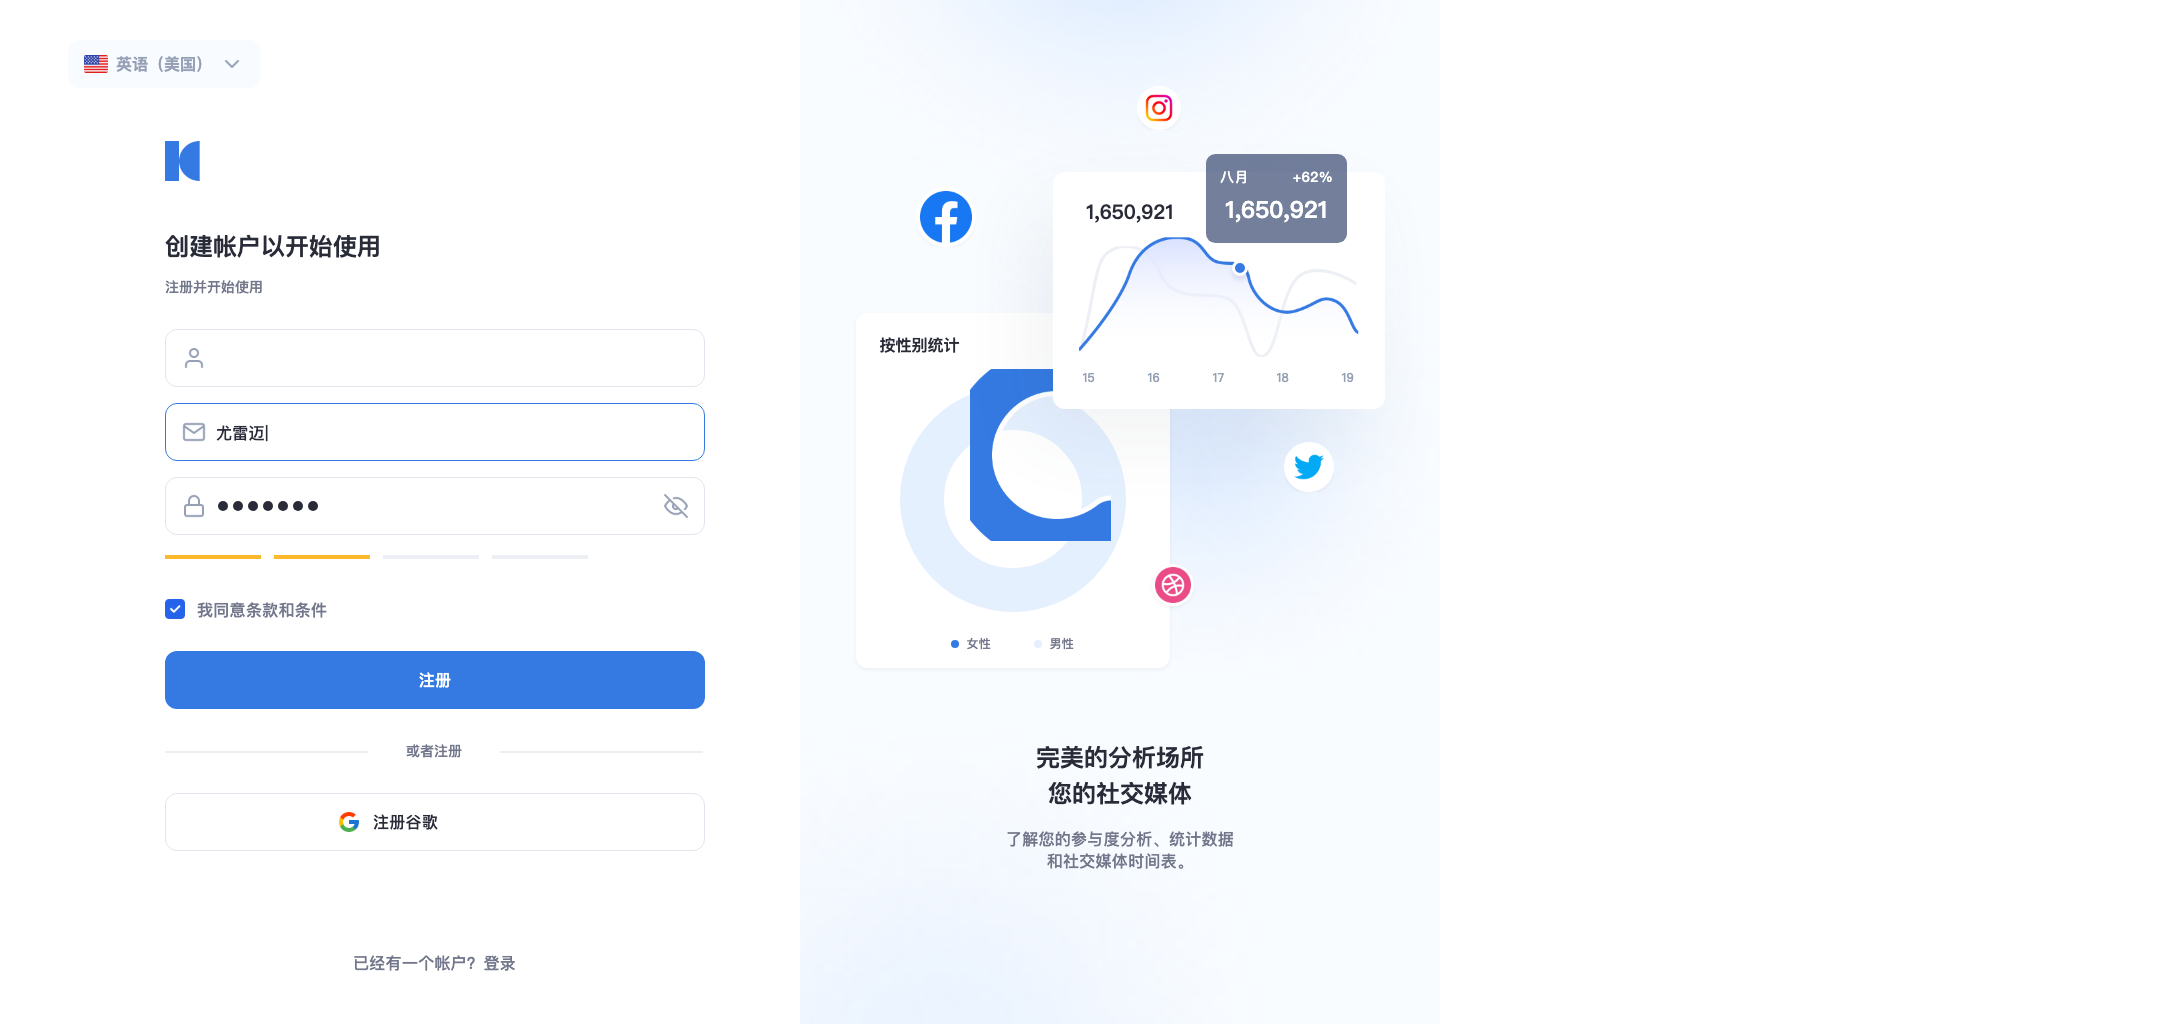 英语（美国）
创建帐户以开始使用
注册并开始使用
尤雷迈
我同意条款和条件
注册
或者注册
注册谷歌
已经有一个帐户？登录
八月 +62%
1,650,921
1,650,921
15 16 17 18 19
按性别统计
女性 男性
完美的分析场所
您的社交媒体
了解您的参与度分析、统计数据
和社交媒体时间表。